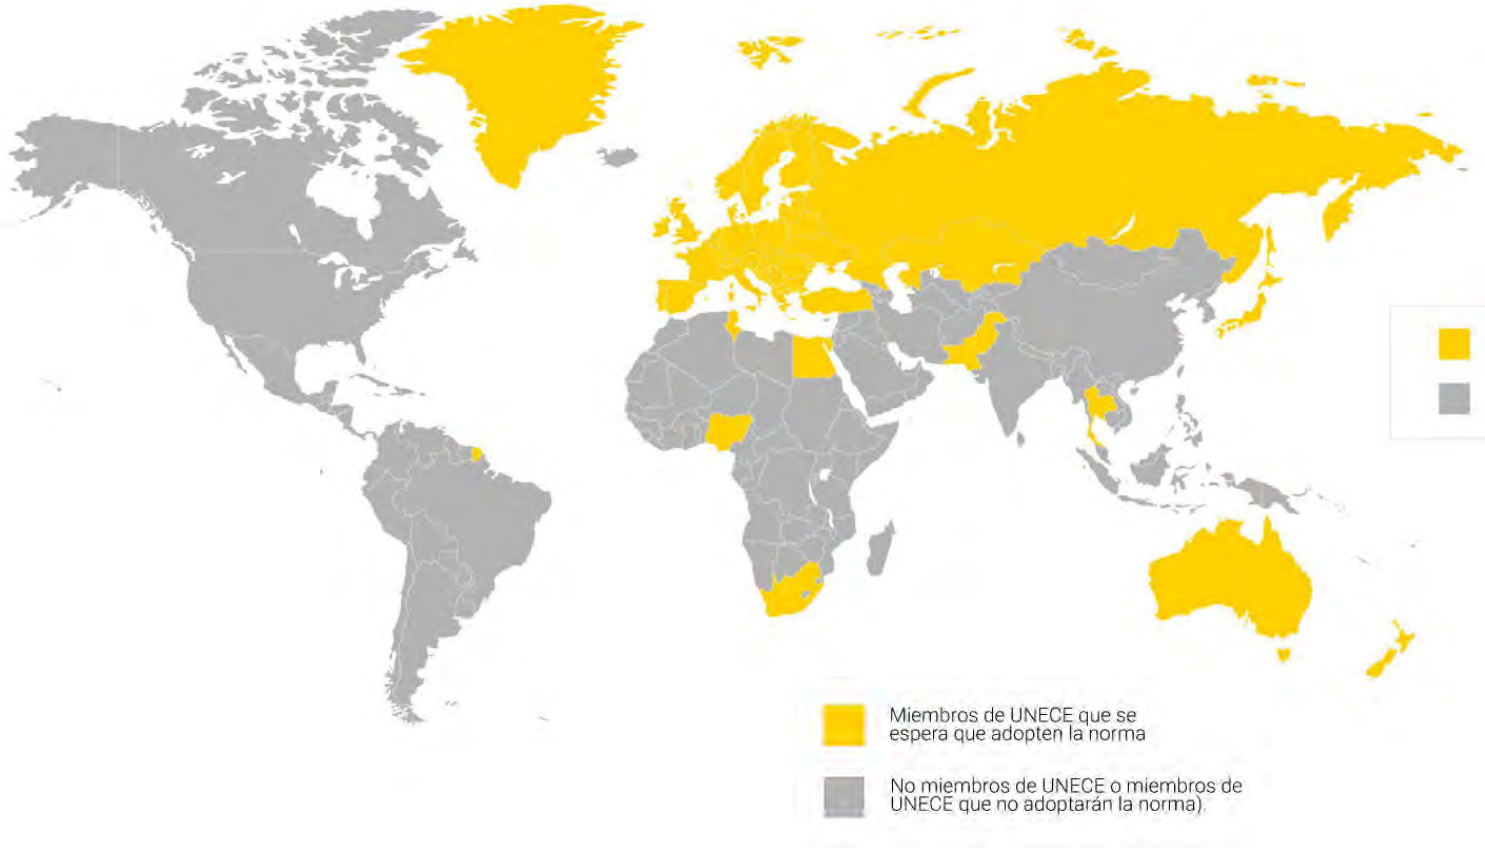 Miembros de UNECE que se
espera que adopten la norma
No miembros de UNECE o miembros de
UNECE que no adoptarán la norma).